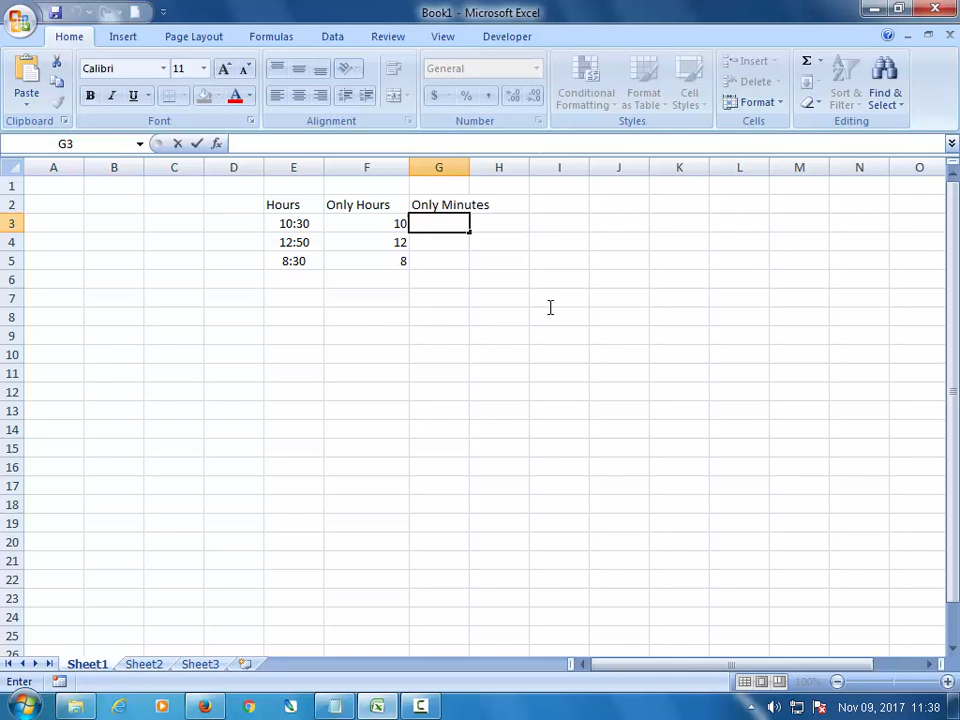 Book1 - Microsoft Excel
Home Insert Page Layout Formulas Data Review View Developer
Paste
Calibri 11 A A
B I U A
General
$ % ,
Conditional Formatting
Format as Table
Cell Styles
Insert
Delete
Format
Σ
Sort & Filter
Find & Select
Clipboard Font Alignment Number Styles Cells Editing
G3 fx
A B C D E F G H I J K L M N O
1
2 Hours Only Hours Only Minutes
3 10:30 10
4 12:50 12
5 8:30 8
6
7
8
9
10
11
12
13
14
15
16
17
18
19
20
21
22
23
24
25
26
Sheet1 Sheet2 Sheet3
Enter 100%
Nov 09, 2017 11:38